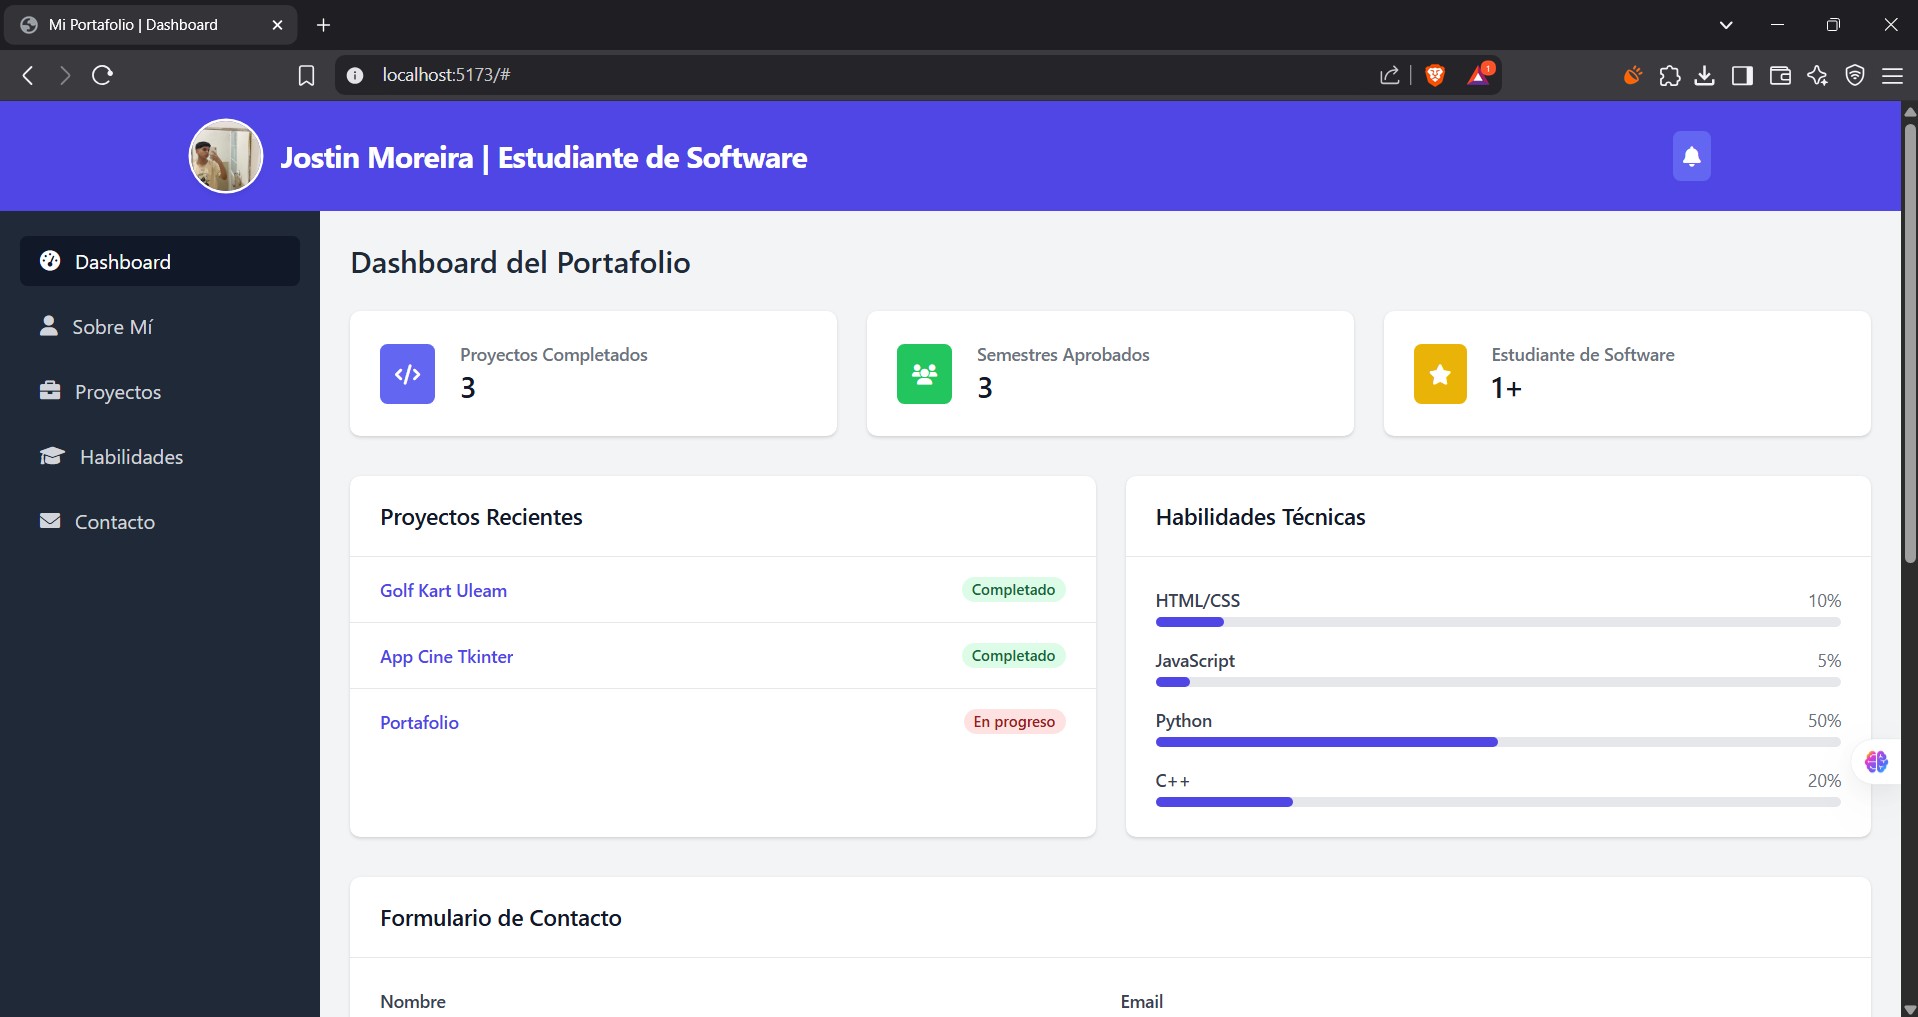 Mi Portafolio | Dashboard
localhost:5173/#
1
Jostin Moreira | Estudiante de Software
Dashboard
Sobre Mí
Proyectos
Habilidades
Contacto
Dashboard del Portafolio
Proyectos Completados
3
Semestres Aprobados
3
Estudiante de Software
1+
Proyectos Recientes
Golf Kart Uleam Completado
App Cine Tkinter Completado
Portafolio En progreso
Habilidades Técnicas
HTML/CSS 10%
JavaScript 5%
Python 50%
C++ 20%
Formulario de Contacto
Nombre Email